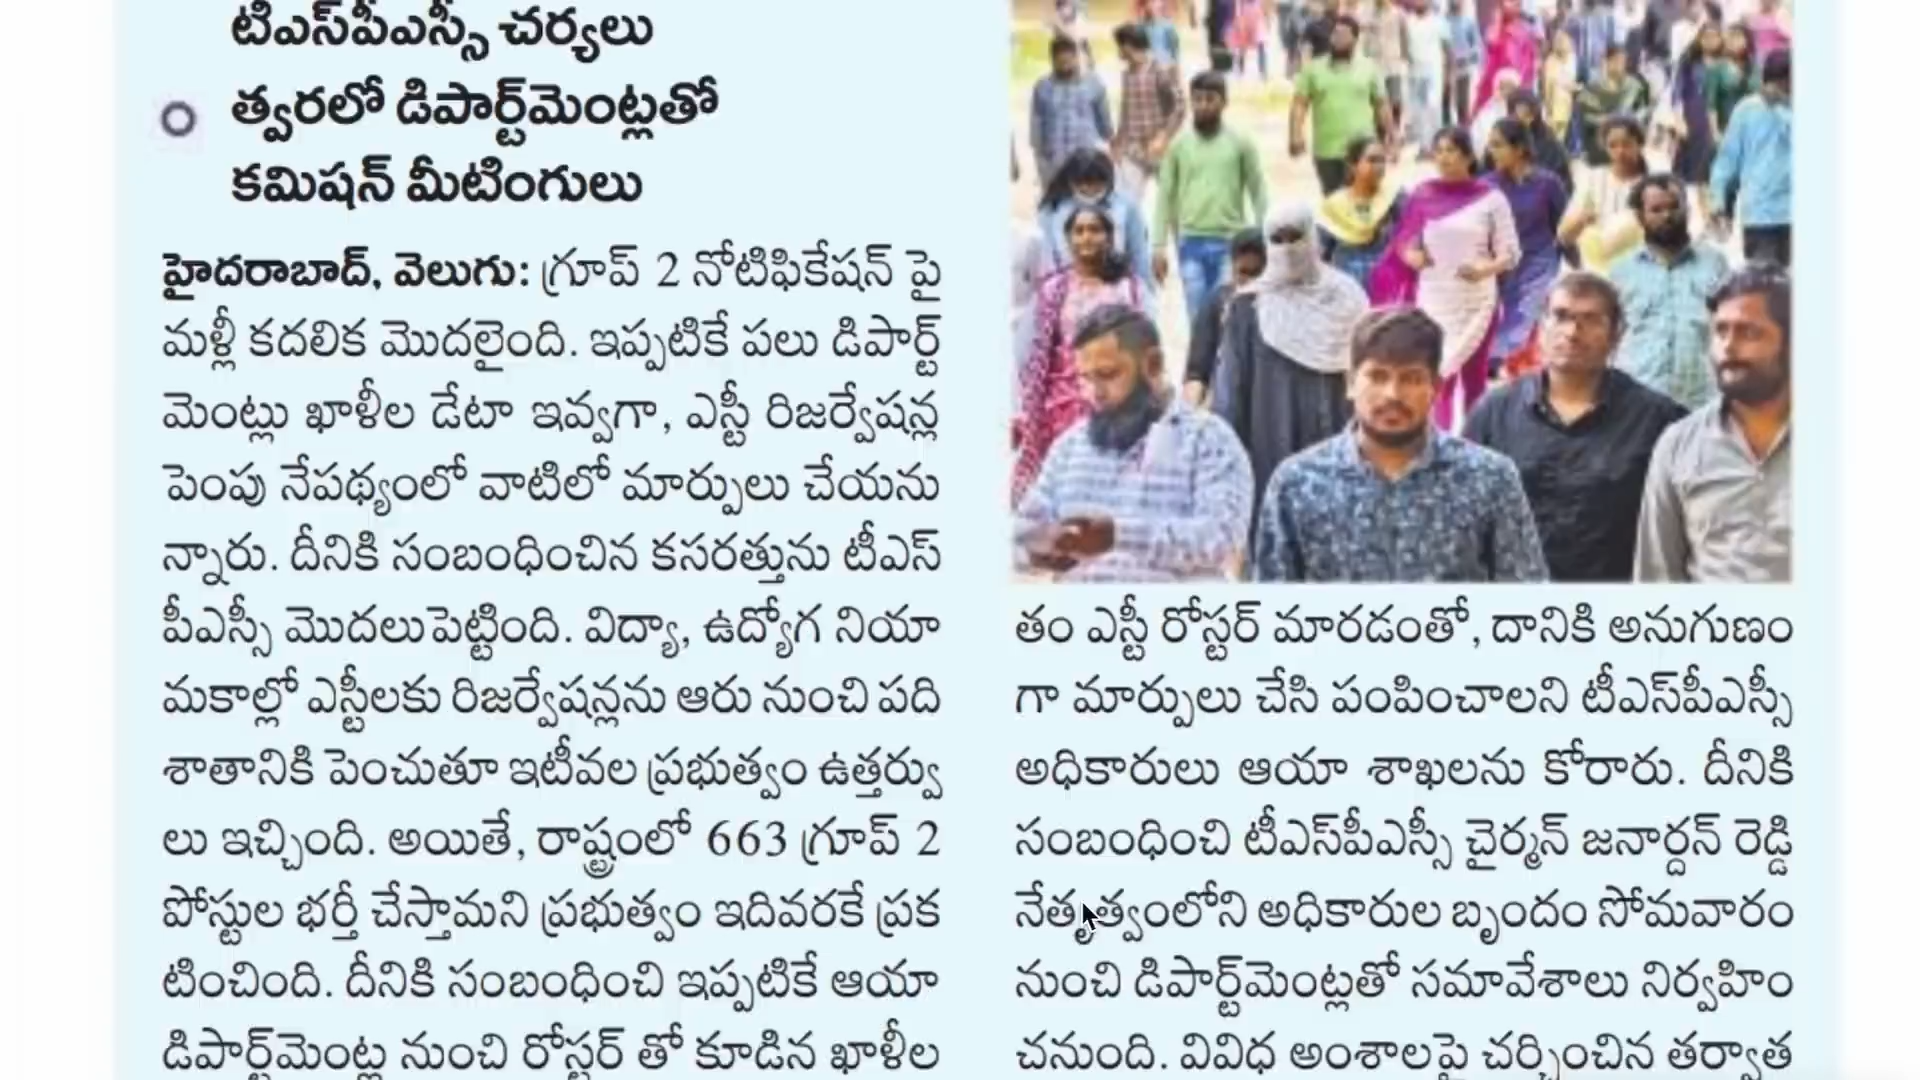 టీఎస్‌పీఎస్సీ చర్యలు
త్వరలో డిపార్ట్‌మెంట్లతో
కమిషన్ మీటింగులు
హైదరాబాద్, వెలుగు: గ్రూప్ 2 నోటిఫికేషన్ పై
మళ్లీ కదలిక మొదలైంది. ఇప్పటికే పలు డిపార్ట్
మెంట్లు ఖాళీల డేటా ఇవ్వగా, ఎస్టీ రిజర్వేషన్ల
పెంపు నేపథ్యంలో వాటిలో మార్పులు చేయను
న్నారు. దీనికి సంబంధించిన కసరత్తును టీఎస్
పీఎస్సీ మొదలుపెట్టింది. విద్యా, ఉద్యోగ నియా
మకాల్లో ఎస్టీలకు రిజర్వేషన్లను ఆరు నుంచి పది
శాతానికి పెంచుతూ ఇటీవల ప్రభుత్వం ఉత్తర్వు
లు ఇచ్చింది. అయితే, రాష్ట్రంలో 663 గ్రూప్ 2
పోస్టుల భర్తీ చేస్తామని ప్రభుత్వం ఇదివరకే ప్రక
టించింది. దీనికి సంబంధించి ఇప్పటికే ఆయా
డిపార్ట్‌మెంట్ల నుంచి రోస్టర్ తో కూడిన ఖాళీల
తం ఎస్టీ రోస్టర్ మారడంతో, దానికి అనుగుణం
గా మార్పులు చేసి పంపించాలని టీఎస్‌పీఎస్సీ
అధికారులు ఆయా శాఖలను కోరారు. దీనికి
సంబంధించి టీఎస్‌పీఎస్సీ చైర్మన్ జనార్దన్ రెడ్డి
నేతృత్వంలోని అధికారుల బృందం సోమవారం
నుంచి డిపార్ట్‌మెంట్లతో సమావేశాలు నిర్వహిం
చనుంది. వివిధ అంశాలపై చర్చించిన తర్వాత